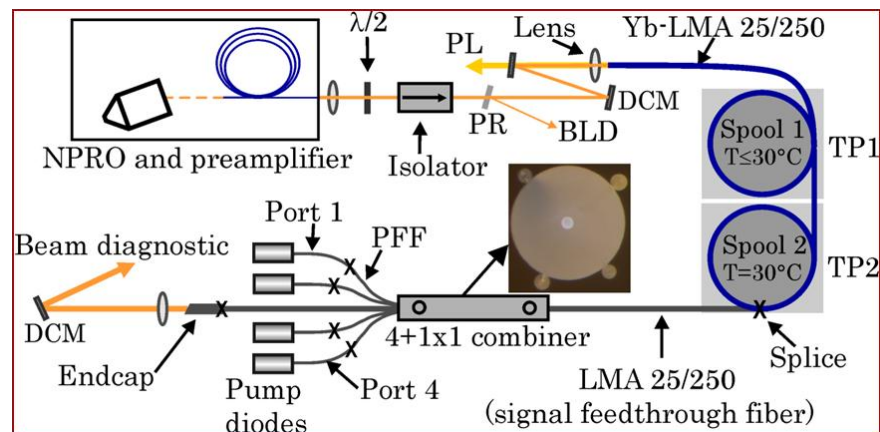 λ/2
PL
Lens
Yb-LMA 25/250
DCM
PR
BLD
Isolator
NPRO and preamplifier
Spool 1
T≤30°C
TP1
Spool 2
T=30°C
TP2
Port 1
PFF
Beam diagnostic
DCM
Endcap
Pump
diodes
Port 4
4+1x1 combiner
LMA 25/250
(signal feedthrough fiber)
Splice